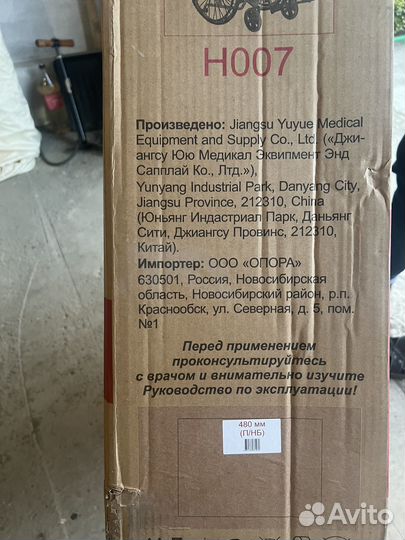 H007
Произведено: Jiangsu Yuyue Medical
Equipment and Supply Co., Ltd. («Джи-
ангсу Юю Медикал Эквипмент Энд
Сапплай Ко., Лтд.»),
Yunyang Industrial Park, Danyang City,
Jiangsu Province, 212310, China
(Юньянг Индастриал Парк, Даньянг
Сити, Джиангсу Провинс, 212310,
Китай).
Импортер: ООО «ОПОРА»
630501, Россия, Новосибирская
область, Новосибирский район, р.п.
Краснообск, ул. Северная, д. 5, пом.
№1
Перед применением
проконсультируйтесь
с врачом и внимательно изучите
Руководство по эксплуатации!
480 мм
(П/НБ)
Avito